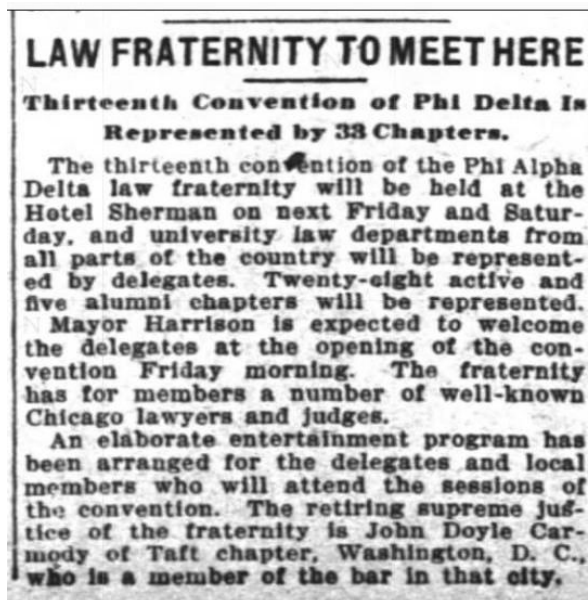 LAW FRATERNITY TO MEET HERE
Thirteenth Convention of Phi Delta Is
Represented by 33 Chapters.
The thirteenth convention of the Phi Alpha
Delta law fraternity will be held at the
Hotel Sherman on next Friday and Satur-
day, and university law departments from
all parts of the country will be represent-
ed by delegates. Twenty-eight active and
five alumni chapters will be represented.
Mayor Harrison is expected to welcome
the delegates at the opening of the con-
vention Friday morning. The fraternity
has for members a number of well-known
Chicago lawyers and judges.
An elaborate entertainment program has
been arranged for the delegates and local
members who will attend the sessions of
the convention. The retiring supreme jus-
tice of the fraternity is John Doyle Car-
mody of Taft chapter, Washington, D. C.,
who is a member of the bar in that city.